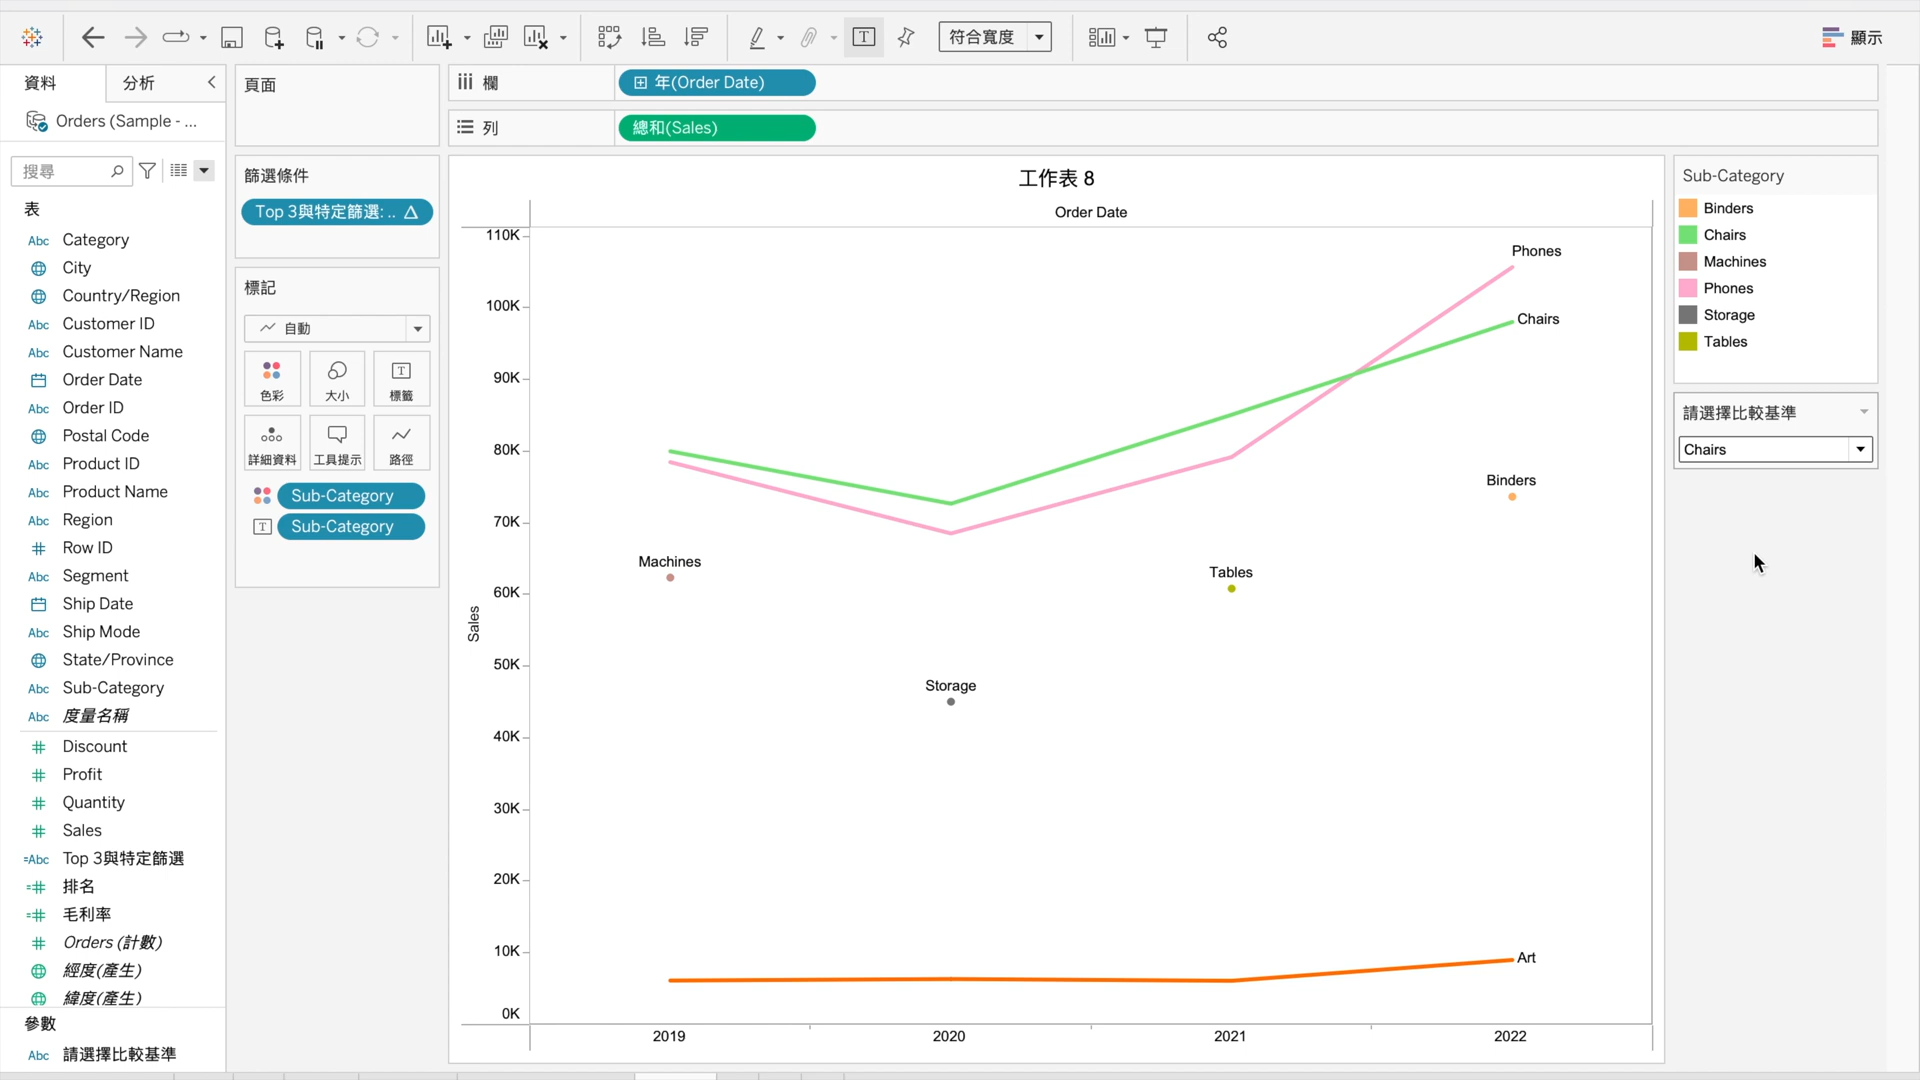 符合寬度
顯示
資料
分析
Orders (Sample - ...
搜尋
表
Abc Category
City
Country/Region
Abc Customer ID
Abc Customer Name
Order Date
Abc Order ID
Postal Code
Abc Product ID
Abc Product Name
Abc Region
Row ID
Abc Segment
Ship Date
Abc Ship Mode
State/Province
Abc Sub-Category
Abc 度量名稱
Discount
Profit
Quantity
Sales
=Abc Top 3與特定篩選
排名
毛利率
Orders (計數)
經度(產生)
緯度(產生)
參數
Abc 請選擇比較基準
頁面
篩選條件
Top 3與特定篩選: ..
標記
自動
色彩
大小
標籤
詳細資料
工具提示
路徑
Sub-Category
Sub-Category
欄
年(Order Date)
列
總和(Sales)
工作表 8
Order Date
Sales
110K
100K
90K
80K
70K
60K
50K
40K
30K
20K
10K
0K
Phones
Chairs
Binders
Machines
Tables
Storage
Art
2019
2020
2021
2022
Sub-Category
Binders
Chairs
Machines
Phones
Storage
Tables
請選擇比較基準
Chairs